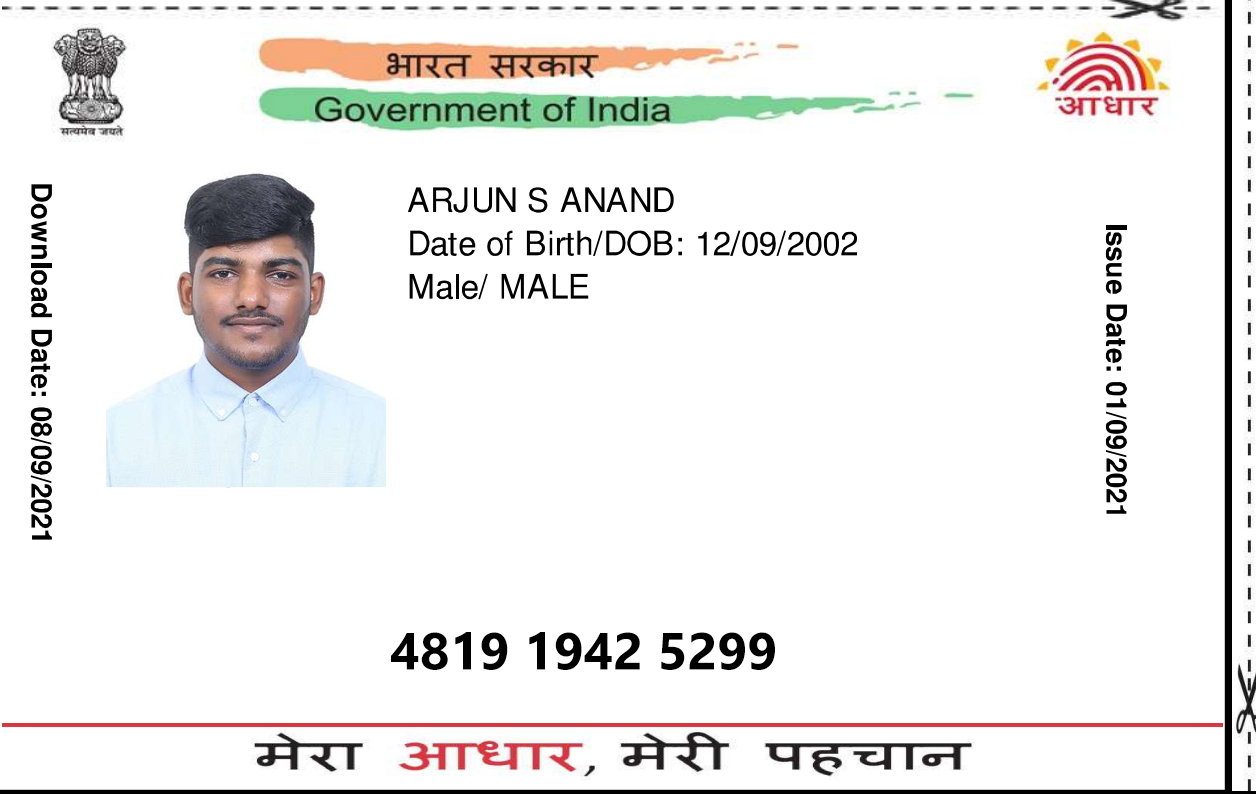 सत्यमेव जयते
भारत सरकार
Government of India
आधार
Download Date: 08/09/2021
ARJUN S ANAND
Date of Birth/DOB: 12/09/2002
Male/ MALE
Issue Date: 01/09/2021
4819 1942 5299
मेरा आधार, मेरी पहचान